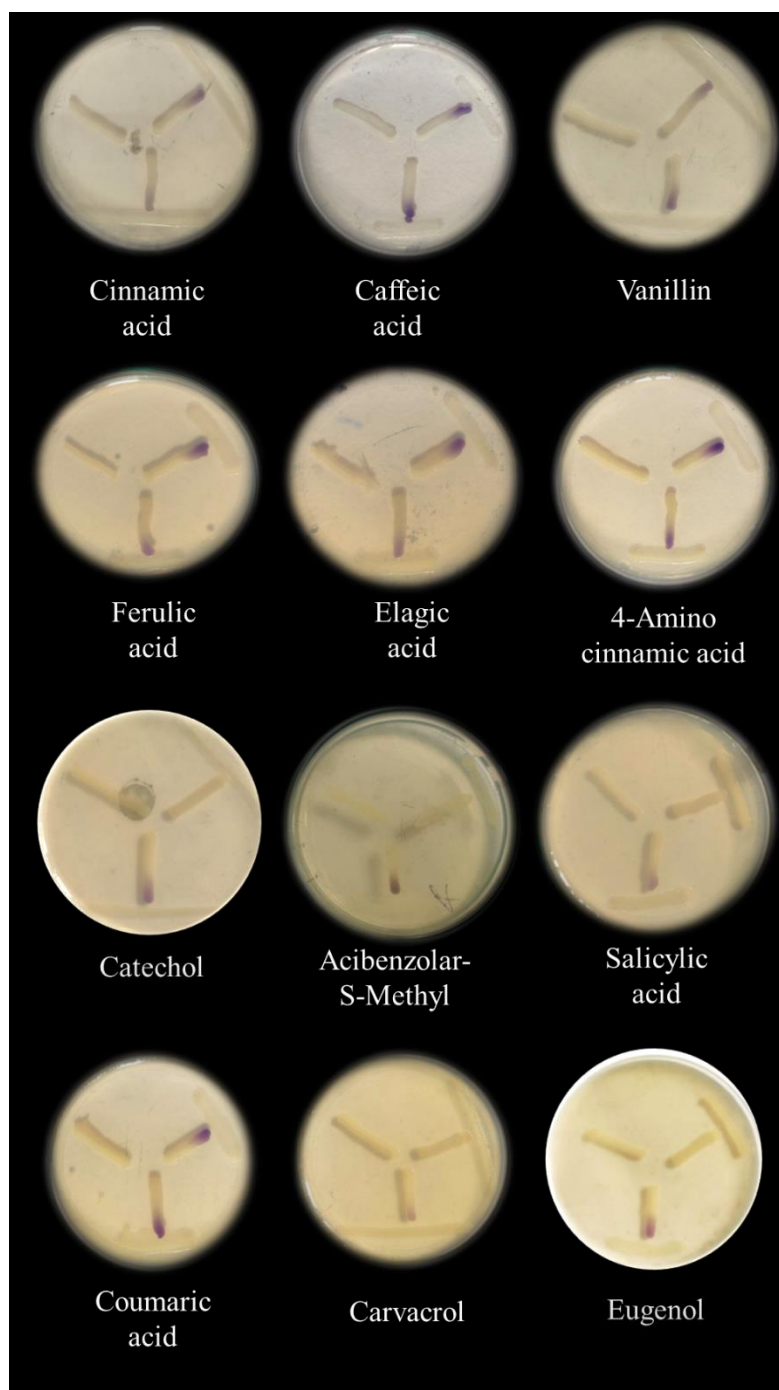 Cinnamic
acid
Caffeic
acid
Vanillin
Ferulic
acid
Elagic
acid
4-Amino
cinnamic acid
Catechol
Acibenzolar-
S-Methyl
Salicylic
acid
Coumaric
acid
Carvacrol
Eugenol